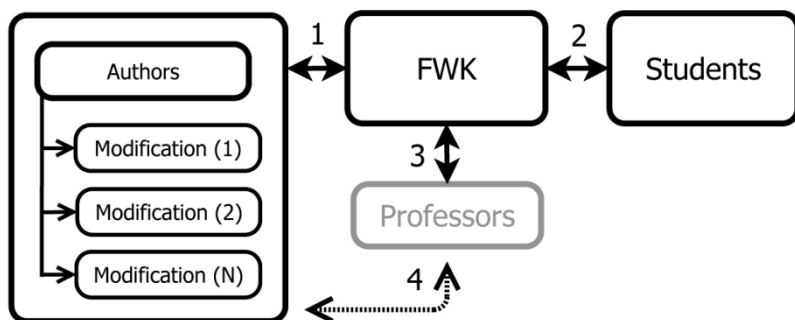 1
2
Authors
FWK
Students
Modification (1)
3
Modification (2)
Professors
Modification (N)
4